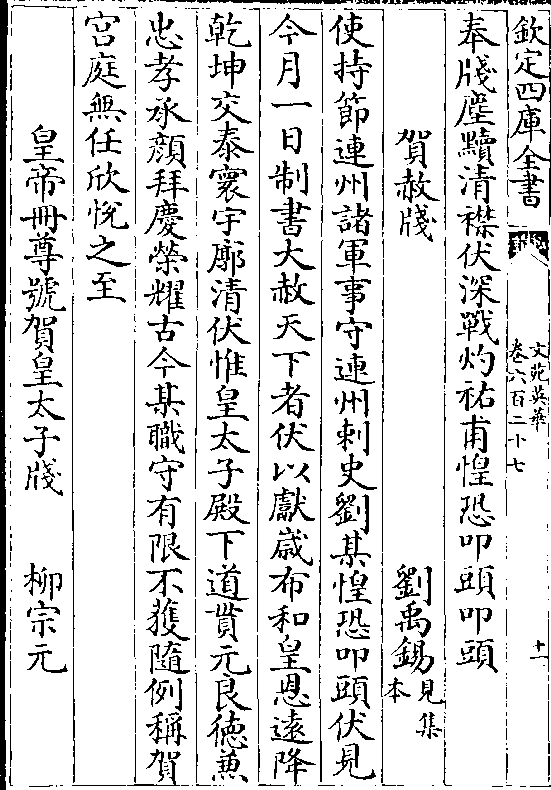 欽定四庫全書
文苑英華
卷六百二十七
十一
奉牋塵黷清襟伏深戰灼祐甫惶恐叩頭叩頭
賀赦牋 劉禹錫 見集本
使持節連州諸軍事守連州刺史劉某惶恐叩頭伏見
今月一日制書大赦天下者伏以獻歲布和皇恩遠降
乾坤交泰寰宇廓清伏惟皇太子殿下道貫元良徳兼
忠孝承顔拜慶榮耀古今某職守有限不獲隨例稱賀
宫庭無任欣悅之至
皇帝冊尊號賀皇太子牋 柳宗元